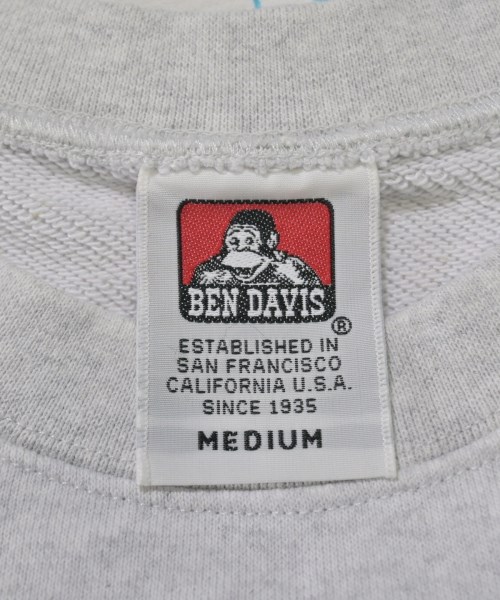 BEN DAVIS
®
ESTABLISHED IN
SAN FRANCISCO
CALIFORNIA U.S.A.
SINCE 1935
MEDIUM